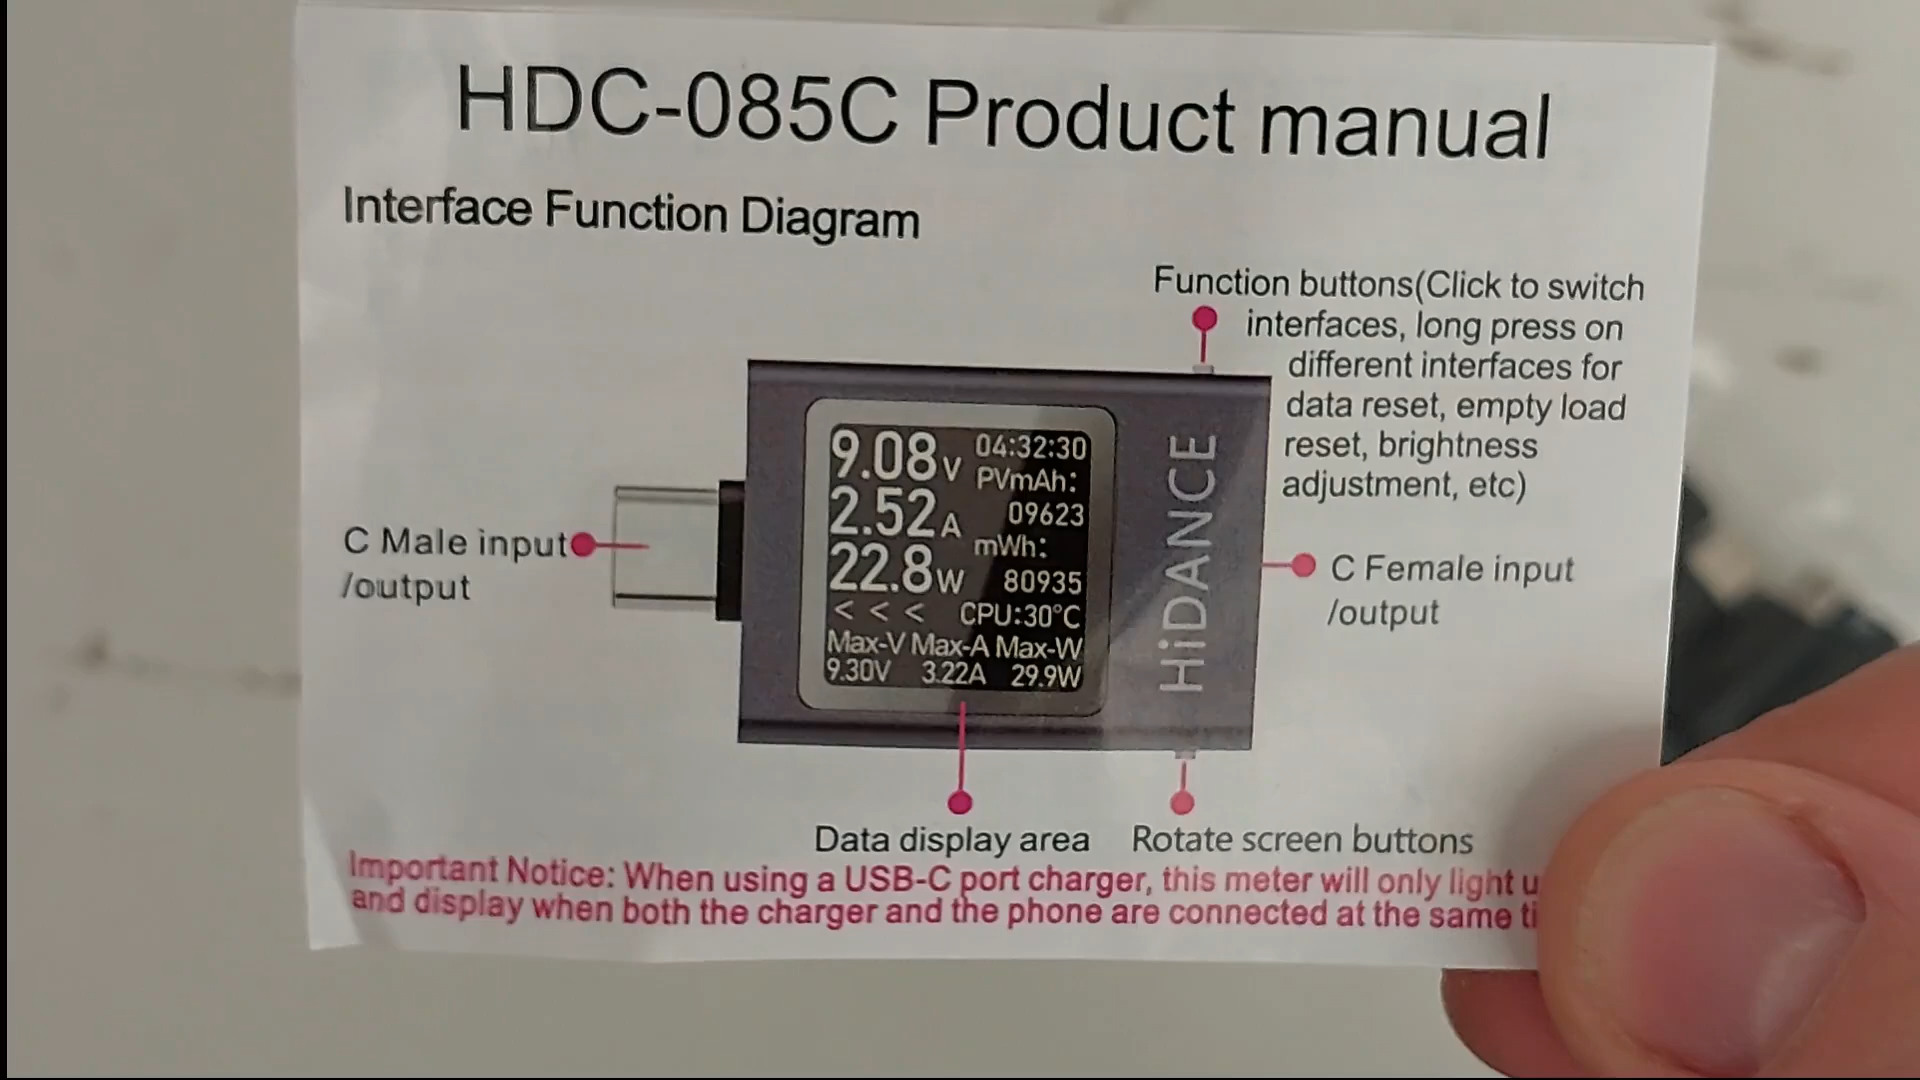 HDC-085C Product manual
Interface Function Diagram
Function buttons(Click to switch
interfaces, long press on
different interfaces for
data reset, empty load
reset, brightness
adjustment, etc)
C Male input
/output
9.08V
2.52A
22.8W
04:32:30
PVmAh:
09623
mWh:
80935
< < < CPU:30°C
Max-V Max-A Max-W
9.30V 3.22A 29.9W
HiDANCE
C Female input
/output
Data display area
Rotate screen buttons
Important Notice: When using a USB-C port charger, this meter will only light
and display when both the charger and the phone are connected at the same